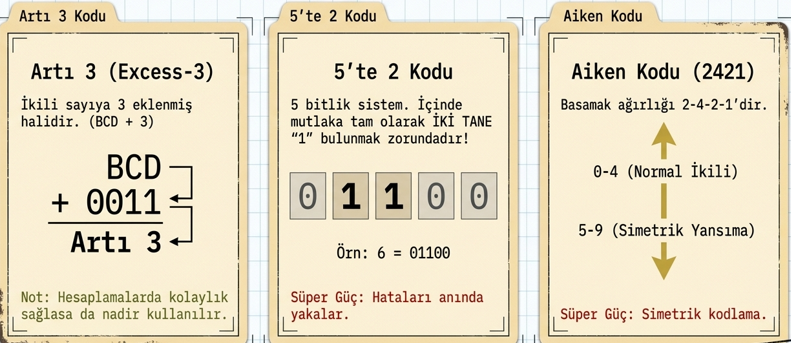 Artı 3 Kodu
Artı 3 (Excess-3)
İkili sayıya 3 eklenmiş
halidir. (BCD + 3)
BCD
+ 0011
Artı 3
Not: Hesaplamalarda kolaylık
sağlasa da nadir kullanılır.
5’te 2 Kodu
5’te 2 Kodu
5 bitlik sistem. İçinde
mutlaka tam olarak İKİ TANE
“1” bulunmak zorundadır!
0 1 1 0 0
Örn: 6 = 01100
Süper Güç: Hataları anında
yakalar.
Aiken Kodu
Aiken Kodu (2421)
Basamak ağırlığı 2-4-2-1’dir.
0-4 (Normal İkili)
5-9 (Simetrik Yansıma)
Süper Güç: Simetrik kodlama.